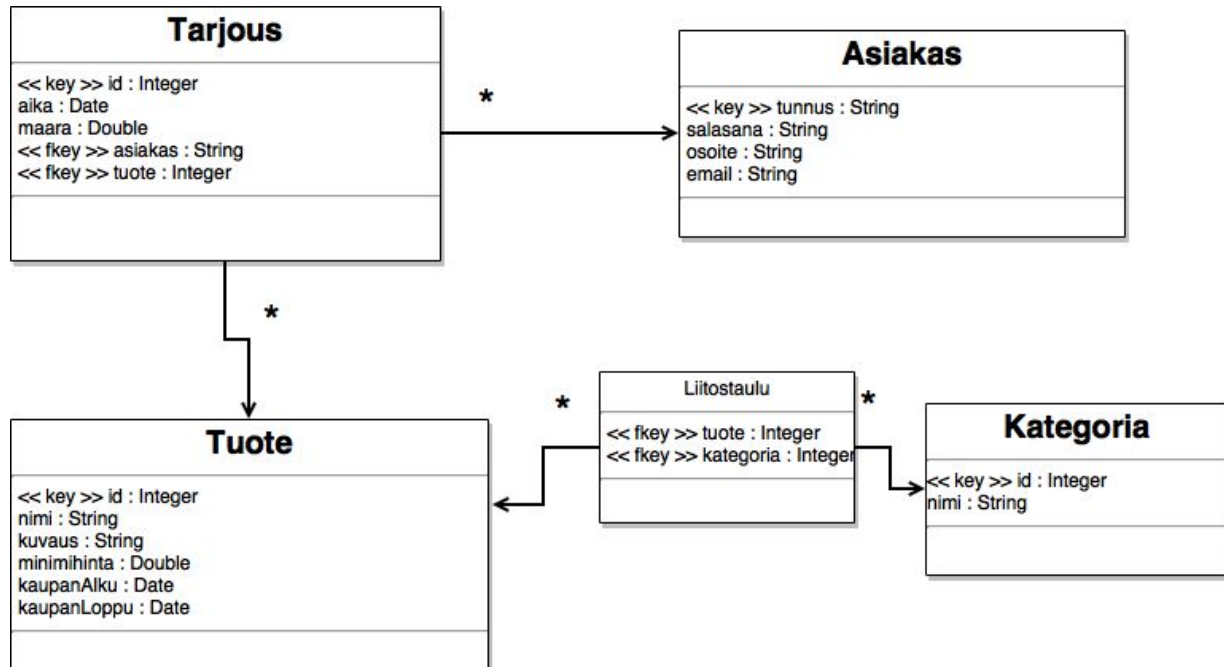 Tarjous
<< key >> id : Integer
aika : Date
maara : Double
<< fkey >> asiakas : String
<< fkey >> tuote : Integer
*
Asiakas
<< key >> tunnus : String
salasana : String
osoite : String
email : String
*
Tuote
<< key >> id : Integer
nimi : String
kuvaus : String
minimihinta : Double
kaupanAlku : Date
kaupanLoppu : Date
*
Liitostaulu
<< fkey >> tuote : Integer
<< fkey >> kategoria : Integer
*
Kategoria
<< key >> id : Integer
nimi : String